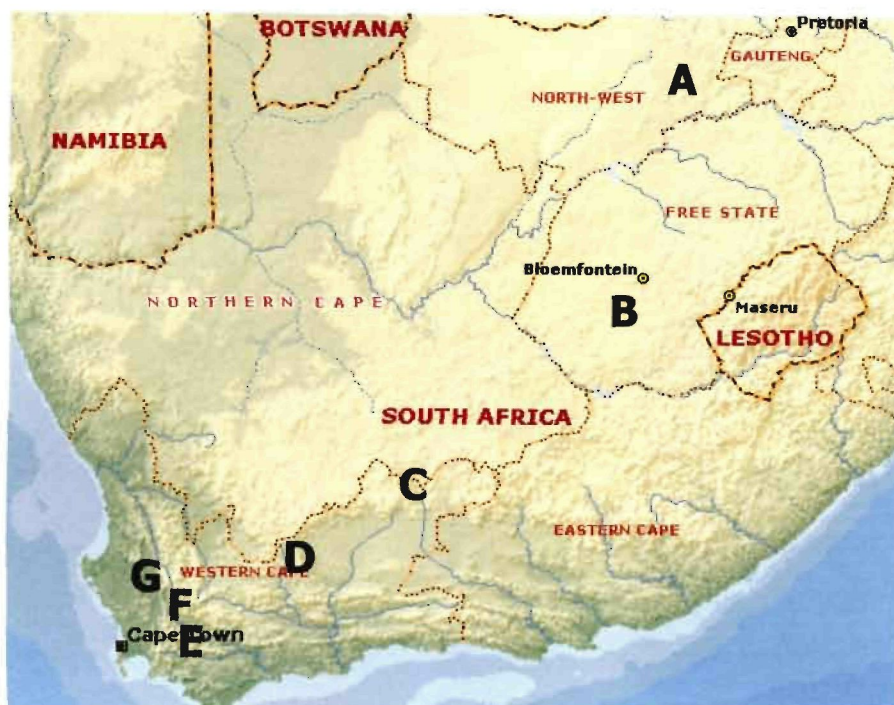 BOTSWANA
Pretoria
GAUTENG
A
NORTH-WEST
NAMIBIA
FREE STATE
Bloemfontein
NORTHERN CAPE
B
Maseru
LESOTHO
SOUTH AFRICA
C
EASTERN CAPE
D
G
WESTERN CAPE
F
Cape Town
E